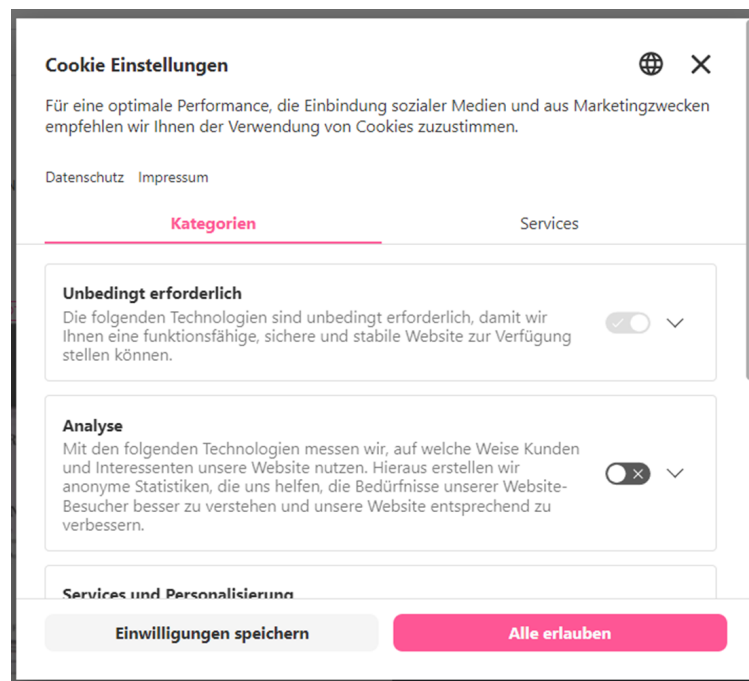 Cookie Einstellungen
Für eine optimale Performance, die Einbindung sozialer Medien und aus Marketingzwecken
empfehlen wir Ihnen der Verwendung von Cookies zuzustimmen.
Datenschutz Impressum
Kategorien Services
Unbedingt erforderlich
Die folgenden Technologien sind unbedingt erforderlich, damit wir
Ihnen eine funktionsfähige, sichere und stabile Website zur Verfügung
stellen können.
Analyse
Mit den folgenden Technologien messen wir, auf welche Weise Kunden
und Interessenten unsere Website nutzen. Hieraus erstellen wir
anonyme Statistiken, die uns helfen, die Bedürfnisse unserer Website-
Besucher besser zu verstehen und unsere Website entsprechend zu
verbessern.
Services und Personalisierung
Einwilligungen speichern Alle erlauben